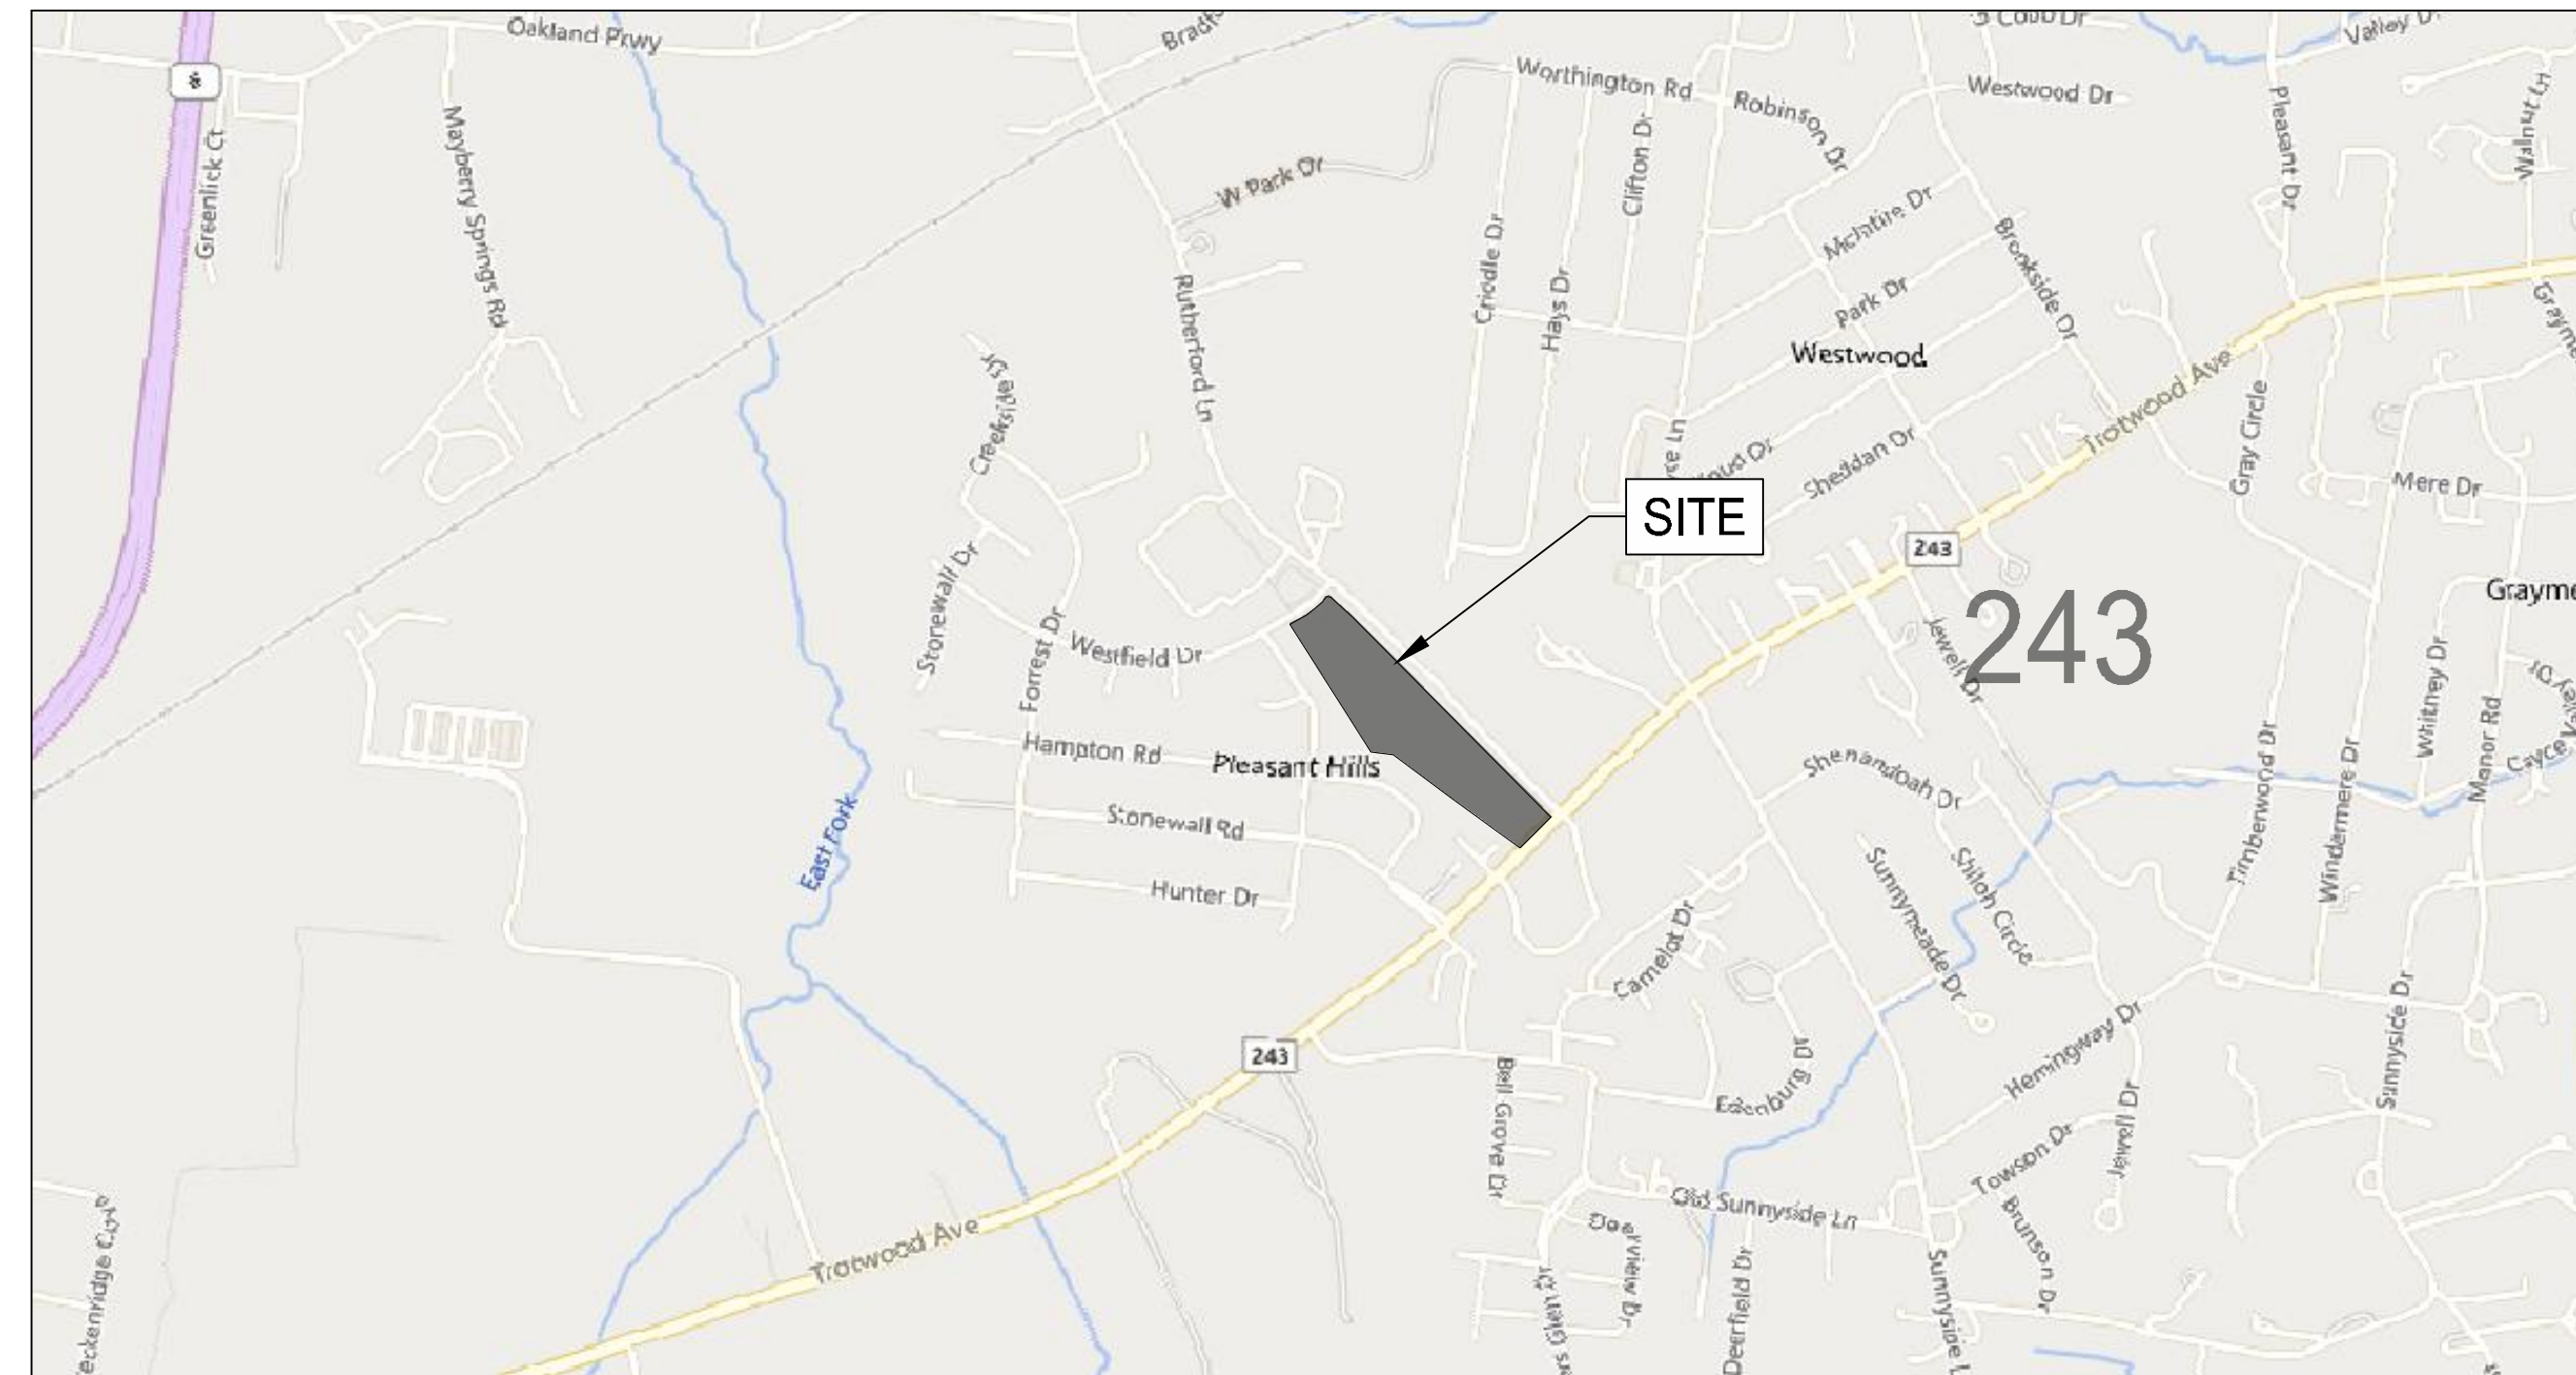 Oakland Pkwy
Worthington Rd
Robinson Dr
Westwood Dr
Pleasant Dr
Walnut Ln
Greenlick Ct
Mayberry Springs Rd
W Park Dr
Rutherford Ln
Criddle Dr
Hays Dr
Clifton Dr
McIntire Dr
Park Dr
Brookside Dr
Westwood
Creekside Dr
Sheddan Dr
Trotwood Ave
Gray Circle
Mere Dr
SITE
243
243
Stonewall Dr
Forrest Dr
Westfield Dr
Jewell Dr
Whitney Dr
Manor Rd
Hampton Rd
Pleasant Hills
Shenandoah Dr
Timberwood Dr
Windermere Dr
Stonewall Rd
East Fork
Hunter Dr
Camelot Dr
Sunnymeade Dr
Shiloh Circle
Sunnyside Dr
243
Bell Grove Dr
Edenburg Dr
Hemingway Dr
Jewell Dr
Towson Dr
Old Sunnyside Ln
Brunson Dr
Trotwood Ave
Deerfield Dr